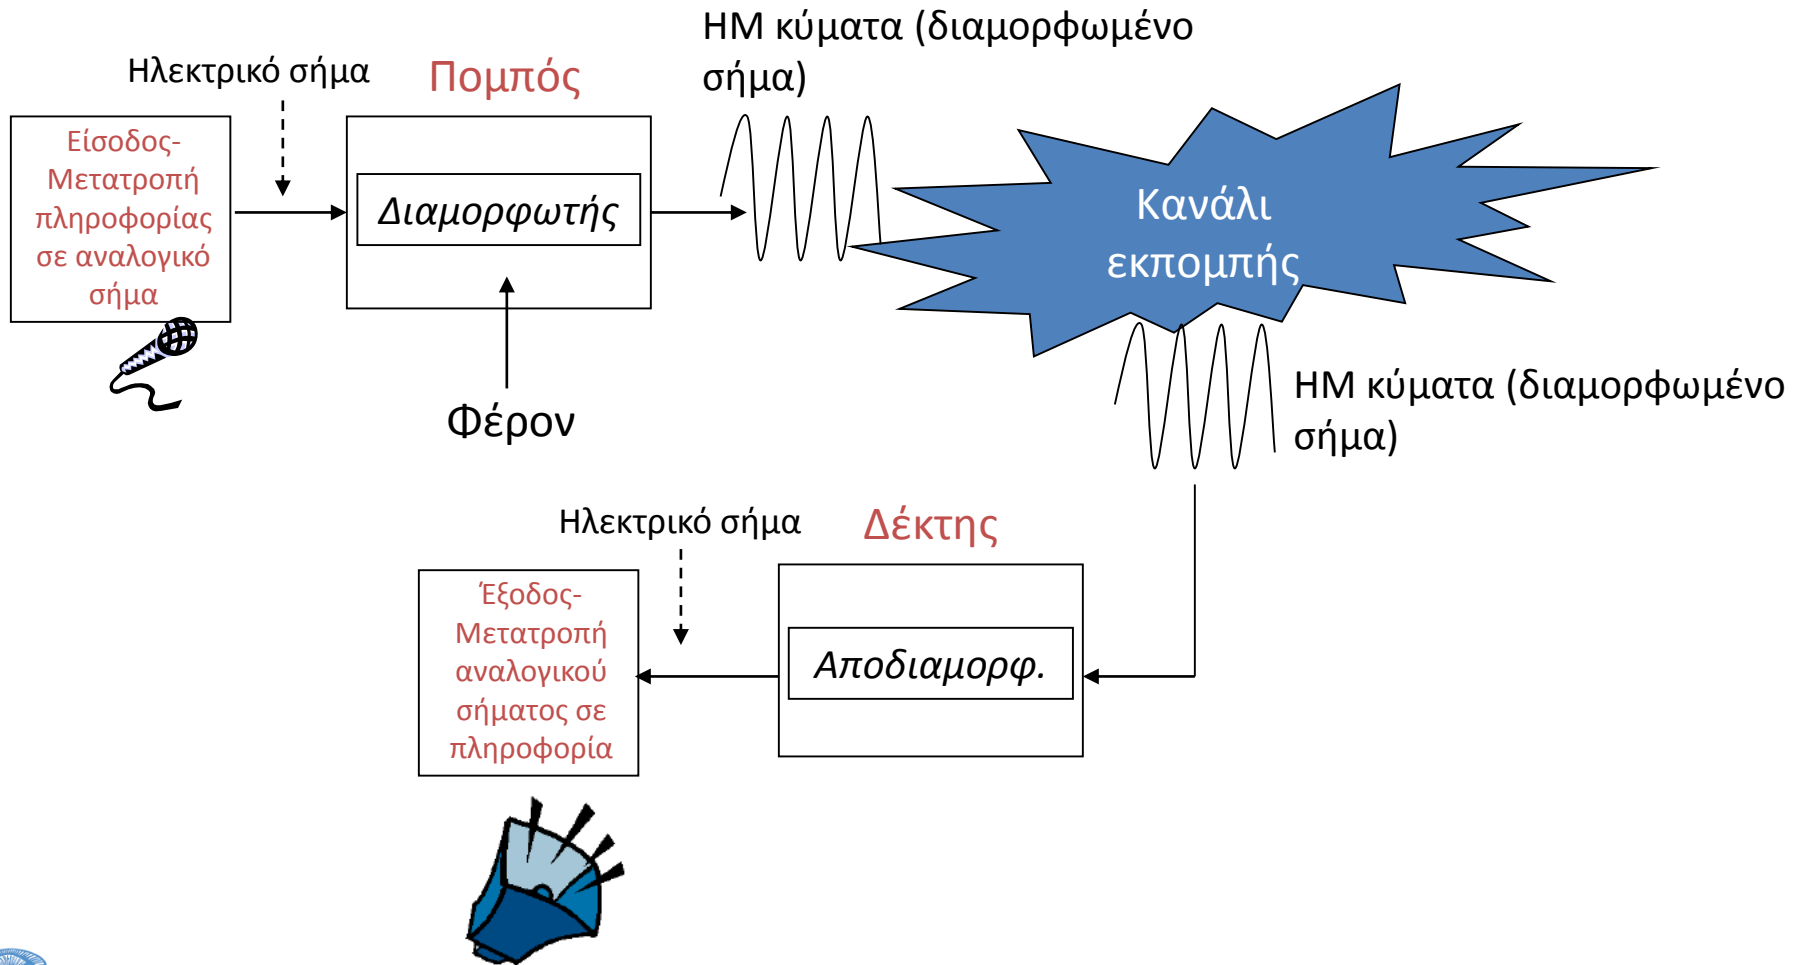 ΗΜ κύματα (διαμορφωμένο
σήμα)
Ηλεκτρικό σήμα
Πομπός
Είσοδος-
Μετατροπή
πληροφορίας
σε αναλογικό
σήμα
Διαμορφωτής
Κανάλι
εκπομπής
Φέρον
ΗΜ κύματα (διαμορφωμένο
σήμα)
Ηλεκτρικό σήμα
Δέκτης
Έξοδος-
Μετατροπή
αναλογικού
σήματος σε
πληροφορία
Αποδιαμορφ.